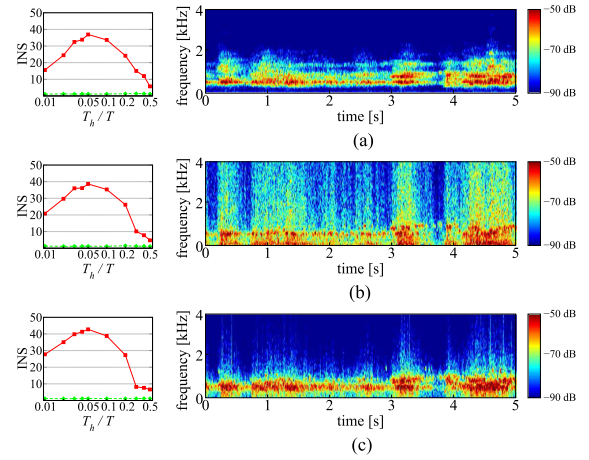 50
40
30
20
10
INS
0.01
0.05
0.1
0.2
0.5
T_h / T
4
2
0
frequency [kHz]
0
1
2
3
4
5
time [s]
−50 dB
−70 dB
−90 dB
(a)
50
40
30
20
10
INS
0.01
0.05
0.1
0.2
0.5
T_h / T
4
2
0
frequency [kHz]
0
1
2
3
4
5
time [s]
−50 dB
−70 dB
−90 dB
(b)
50
40
30
20
10
INS
0.01
0.05
0.1
0.2
0.5
T_h / T
4
2
0
frequency [kHz]
0
1
2
3
4
5
time [s]
−50 dB
−70 dB
−90 dB
(c)